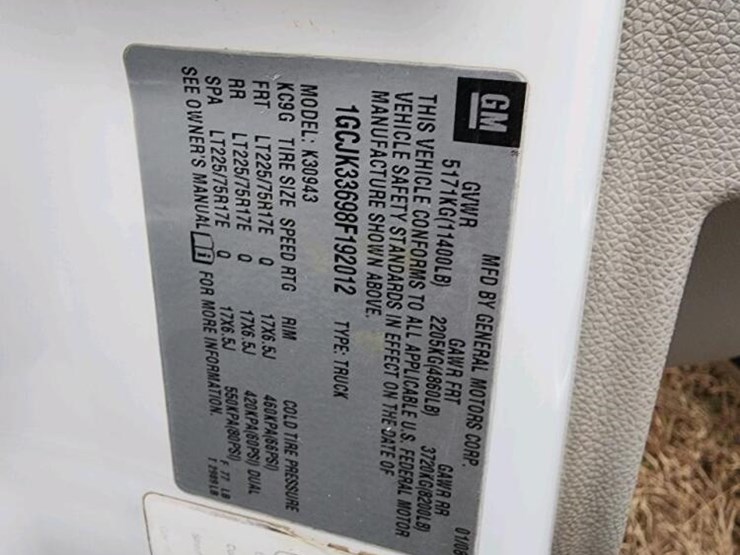 GM
MFD BY GENERAL MOTORS CORP. 01/08
GVWR GAWR FRT GAWR RR
5171KG(11400LB) 2205KG(4860LB) 3720KG(8200LB)
THIS VEHICLE CONFORMS TO ALL APPLICABLE U.S. FEDERAL MOTOR
VEHICLE SAFETY STANDARDS IN EFFECT ON THE DATE OF
MANUFACTURE SHOWN ABOVE.
1GCJK33698F192012 TYPE: TRUCK
MODEL: K30943
KC9G TIRE SIZE SPEED RTG RIM COLD TIRE PRESSURE
FRT LT225/75R17E Q 17X6.5J 460KPA(66PSI)
RR LT225/75R17E Q 17X6.5J 420KPA(60PSI) DUAL
SPA LT225/75R17E Q 17X6.5J 550KPA(80PSI)
SEE OWNER'S MANUAL FOR MORE INFORMATION.